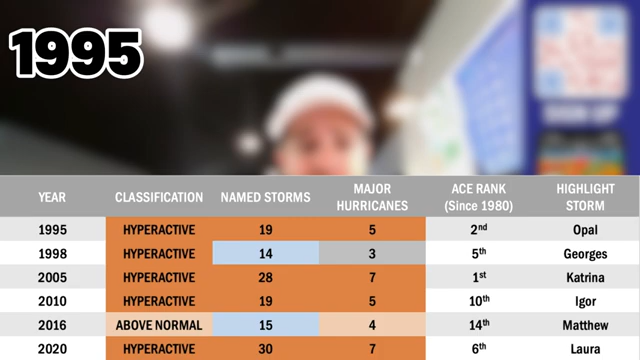 1995
SIGN UP
YEAR CLASSIFICATION NAMED STORMS MAJOR HURRICANES ACE RANK (Since 1980) HIGHLIGHT STORM
1995 HYPERACTIVE 19 5 2nd Opal
1998 HYPERACTIVE 14 3 5th Georges
2005 HYPERACTIVE 28 7 1st Katrina
2010 HYPERACTIVE 19 5 10th Igor
2016 ABOVE NORMAL 15 4 14th Matthew
2020 HYPERACTIVE 30 7 6th Laura